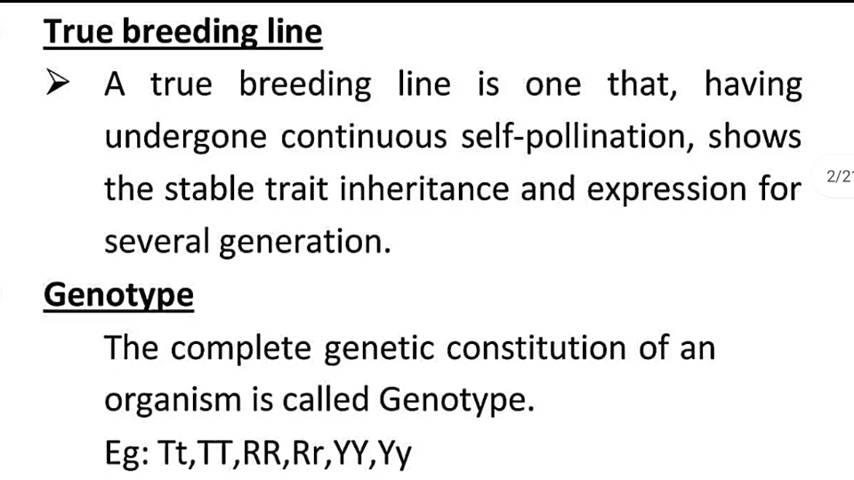 True breeding line
➢ A true breeding line is one that, having
undergone continuous self-pollination, shows
the stable trait inheritance and expression for
several generation.
2/21
Genotype
The complete genetic constitution of an
organism is called Genotype.
Eg: Tt,TT,RR,Rr,YY,Yy